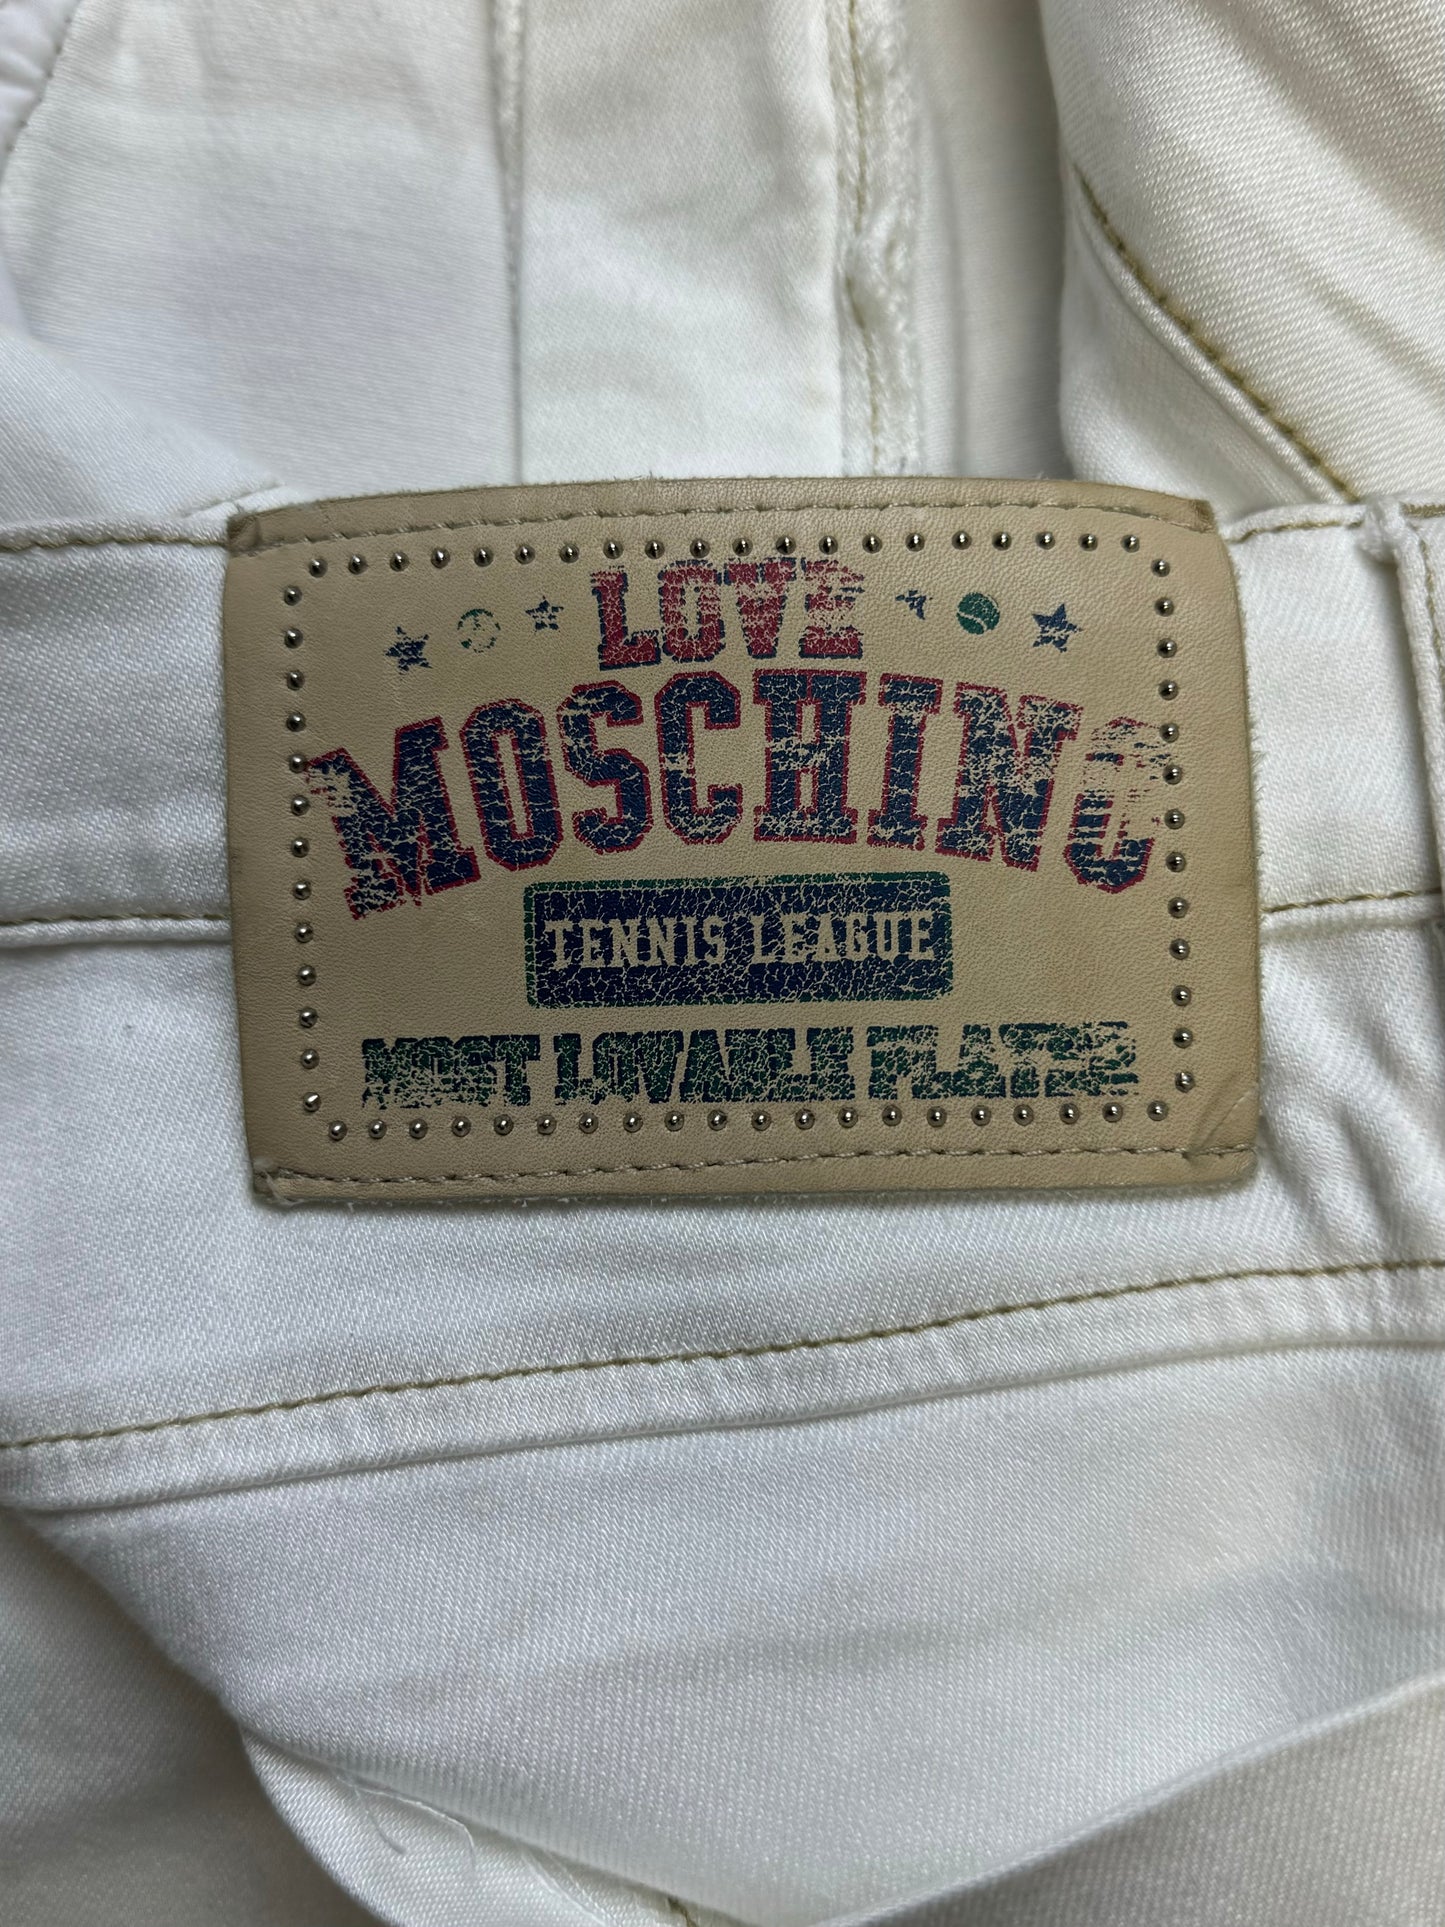 LOVE
MOSCHINO
TENNIS LEAGUE
MOST LOVABLE PLAYER